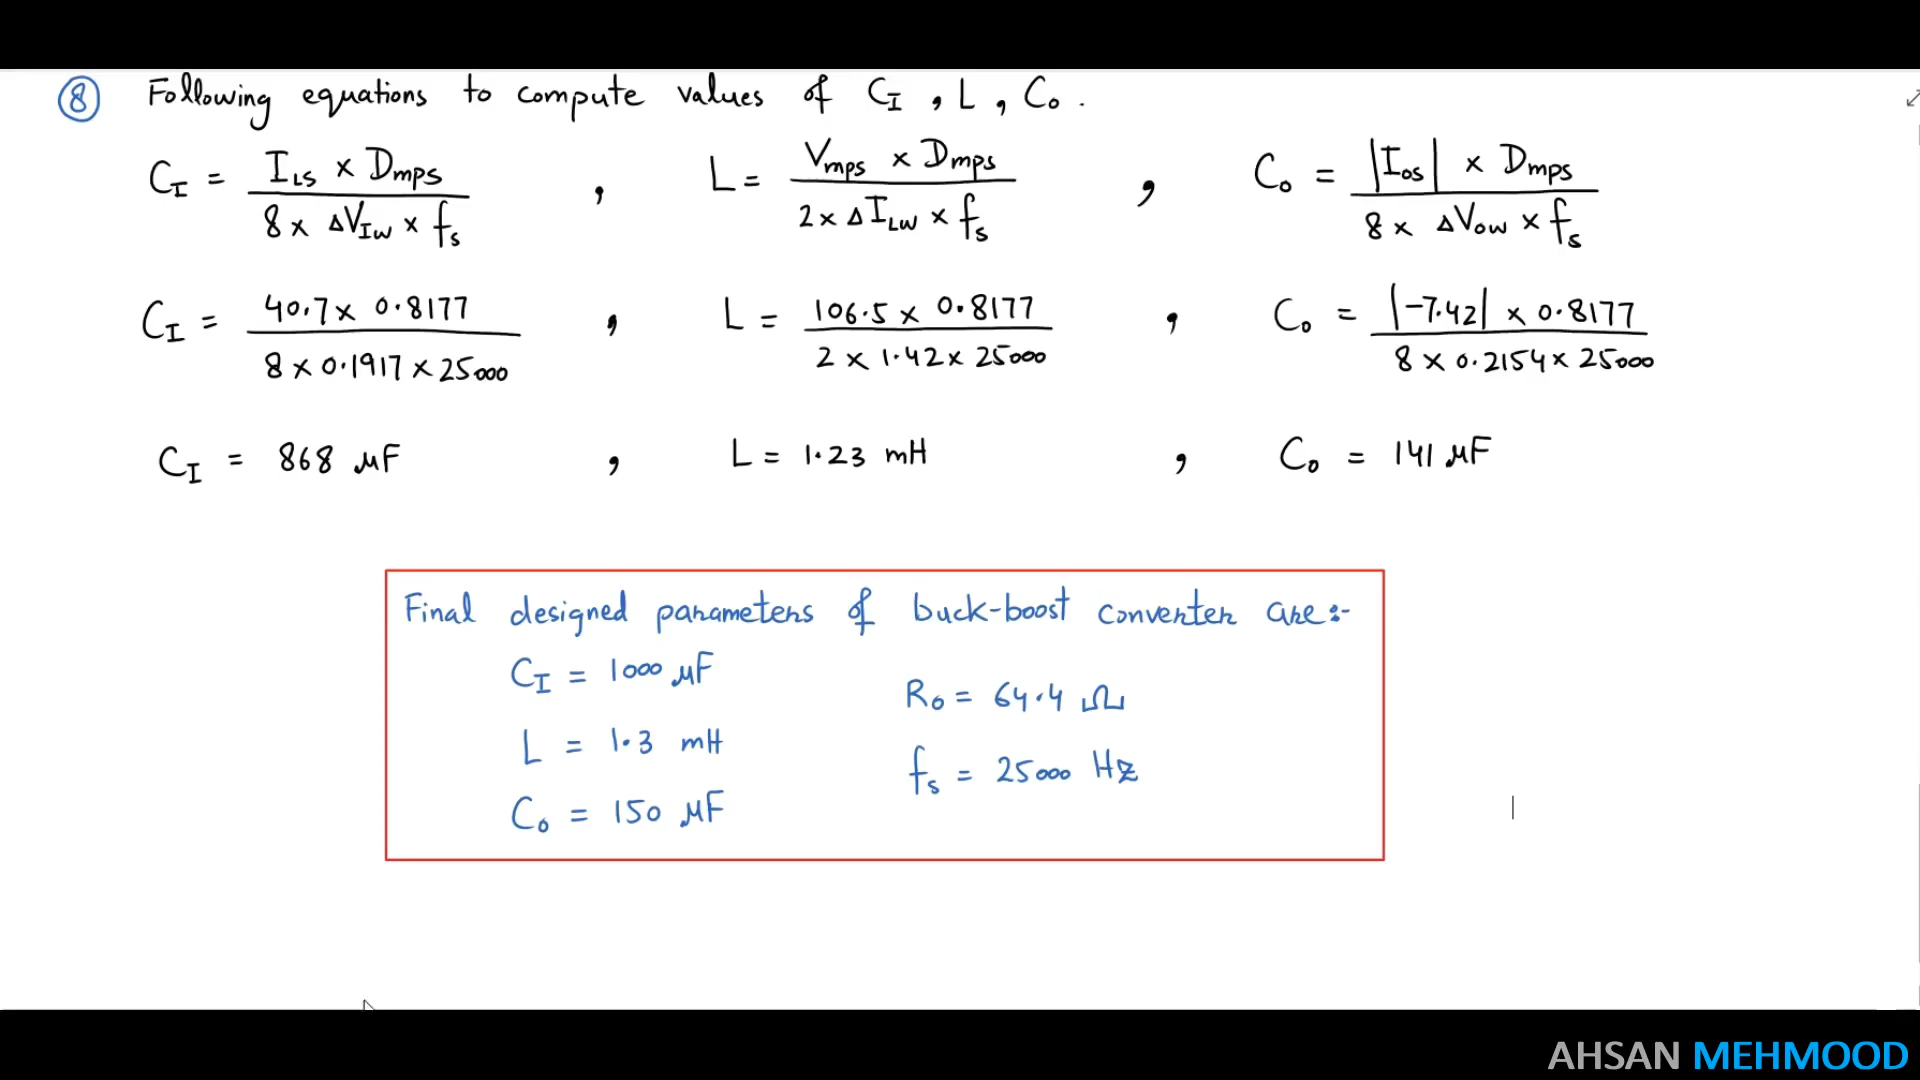 ⑧ Following equations to compute values of C_I , L , C_o .
C_I = (I_LS × D_mps) / (8 × ΔV_IW × f_s) , L = (V_mps × D_mps) / (2 × ΔI_LW × f_s) , C_o = (|I_os| × D_mps) / (8 × ΔV_ow × f_s)
C_I = (40.7 × 0.8177) / (8 × 0.1917 × 25000) , L = (106.5 × 0.8177) / (2 × 1.42 × 25000) , C_o = (|-7.42| × 0.8177) / (8 × 0.2154 × 25000)
C_I = 868 μF , L = 1.23 mH , C_o = 141 μF
Final designed parameters of buck-boost converter are:-
C_I = 1000 μF
L = 1.3 mH
C_o = 150 μF
R_o = 64.4 Ω
f_s = 25000 Hz
AHSAN MEHMOOD